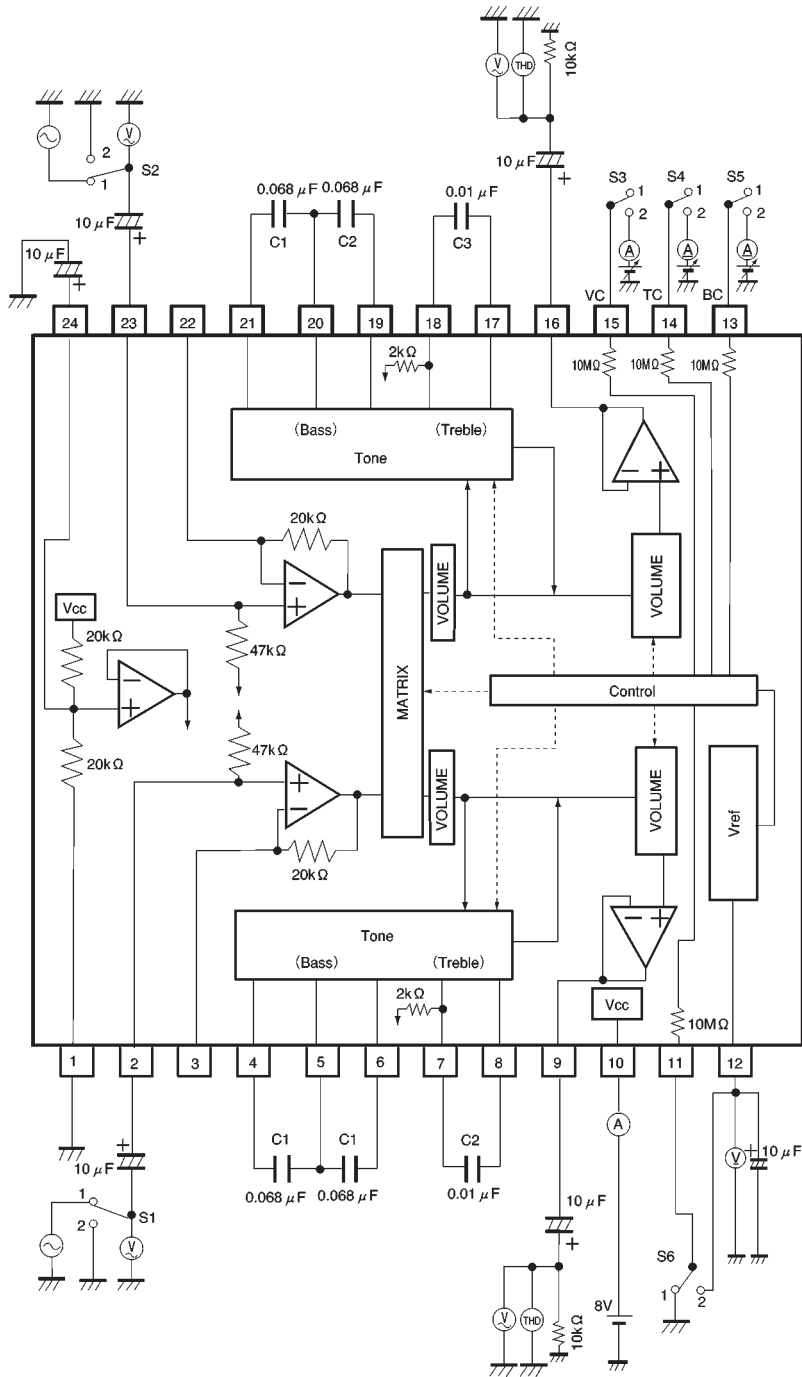 V THD 10kΩ
10 μF +
2
1 S2
V
10 μF +
10 μF +
0.068 μF 0.068 μF
C1 C2
0.01 μF
C3
S3 1 2 A
S4 1 2 A
S5 1 2 A
VC TC BC
24 23 22 21 20 19 18 17 16 15 14 13
2kΩ
10MΩ 10MΩ 10MΩ
(Bass) (Treble)
Tone
− +
20kΩ
−
+
VOLUME
VOLUME
Vcc
20kΩ
47kΩ
−
+
MATRIX
Control
20kΩ
47kΩ
+
−
20kΩ
VOLUME
VOLUME
Vref
Tone
(Bass) (Treble)
− +
2kΩ
Vcc
10MΩ
1 2 3 4 5 6 7 8 9 10 11 12
+
10 μF
1
2 S1
V
C1 C1
0.068 μF 0.068 μF
C2
0.01 μF
10 μF
+
V THD 10kΩ
A
8V
S6
1 2
V + 10 μF